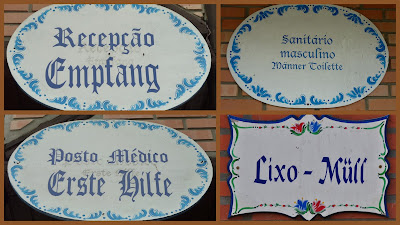 Recepção
Empfang
Sanitário
masculino
Männer Toilette
Posto Médico
Erste Hilfe
Lixo - Müll